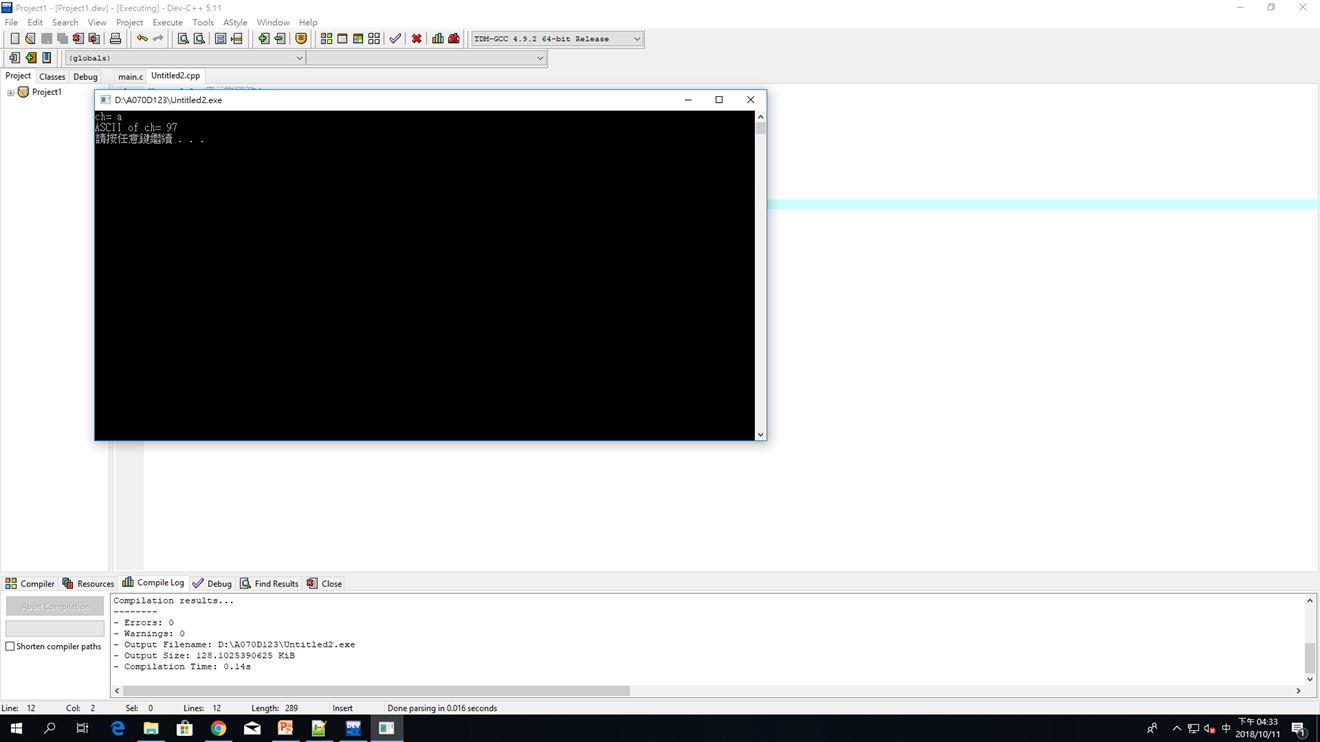 Project1 - [Project1.dev] - [Executing] - Dev-C++ 5.11
File Edit Search View Project Execute Tools AStyle Window Help
TDM-GCC 4.9.2 64-bit Release
(globals)
Project Classes Debug main.c Untitled2.cpp
Project1
D:\A070D123\Untitled2.exe
ch= a
ASCII of ch= 97
請按任意鍵繼續 . . .
Compiler Resources Compile Log Debug Find Results Close
Abort Compilation
Shorten compiler paths
Compilation results...
--------
- Errors: 0
- Warnings: 0
- Output Filename: D:\A070D123\Untitled2.exe
- Output Size: 128.1025390625 KiB
- Compilation Time: 0.14s
Line: 12 Col: 2 Sel: 0 Lines: 12 Length: 289 Insert Done parsing in 0.016 seconds
中
下午 04:33
2018/10/11
1